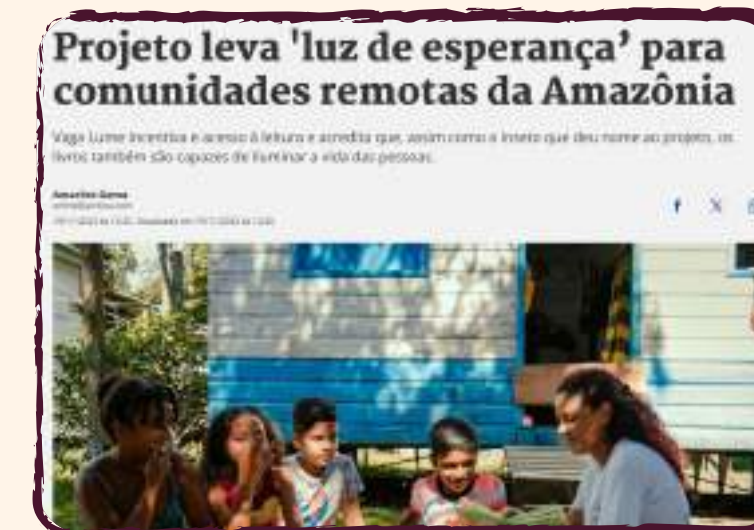 Projeto leva 'luz de esperança’ para
comunidades remotas da Amazônia
Vaga Lume incentiva o acesso à leitura e acredita que, assim como o inseto que deu nome ao projeto, os
livros também são capazes de iluminar a vida das pessoas.